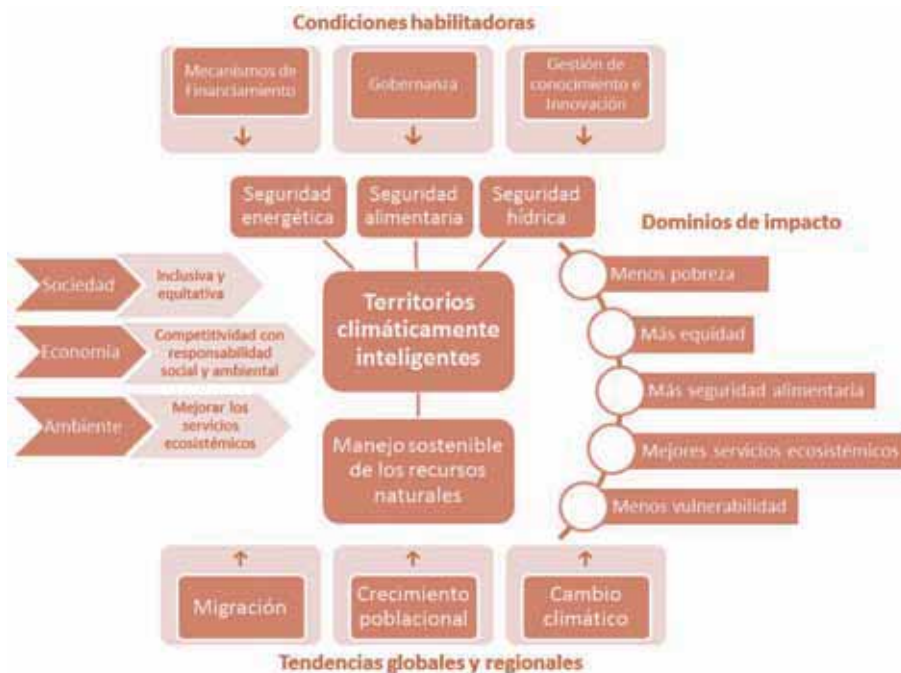 Condiciones habilitadoras
Mecanismos de
Financiamiento
Gobernanza
Gestión de
conocimiento e
Innovación
Seguridad
energética
Seguridad
alimentaria
Seguridad
hídrica
Sociedad
Inclusiva y
equitativa
Economía
Competitividad con
responsabilidad
social y ambiental
Ambiente
Mejorar los
servicios
ecosistémicos
Territorios
climáticamente
inteligentes
Manejo sostenible
de los recursos
naturales
Dominios de impacto
Menos pobreza
Más equidad
Más seguridad alimentaria
Mejores servicios ecosistémicos
Menos vulnerabilidad
Migración
Crecimiento
poblacional
Cambio
climático
Tendencias globales y regionales